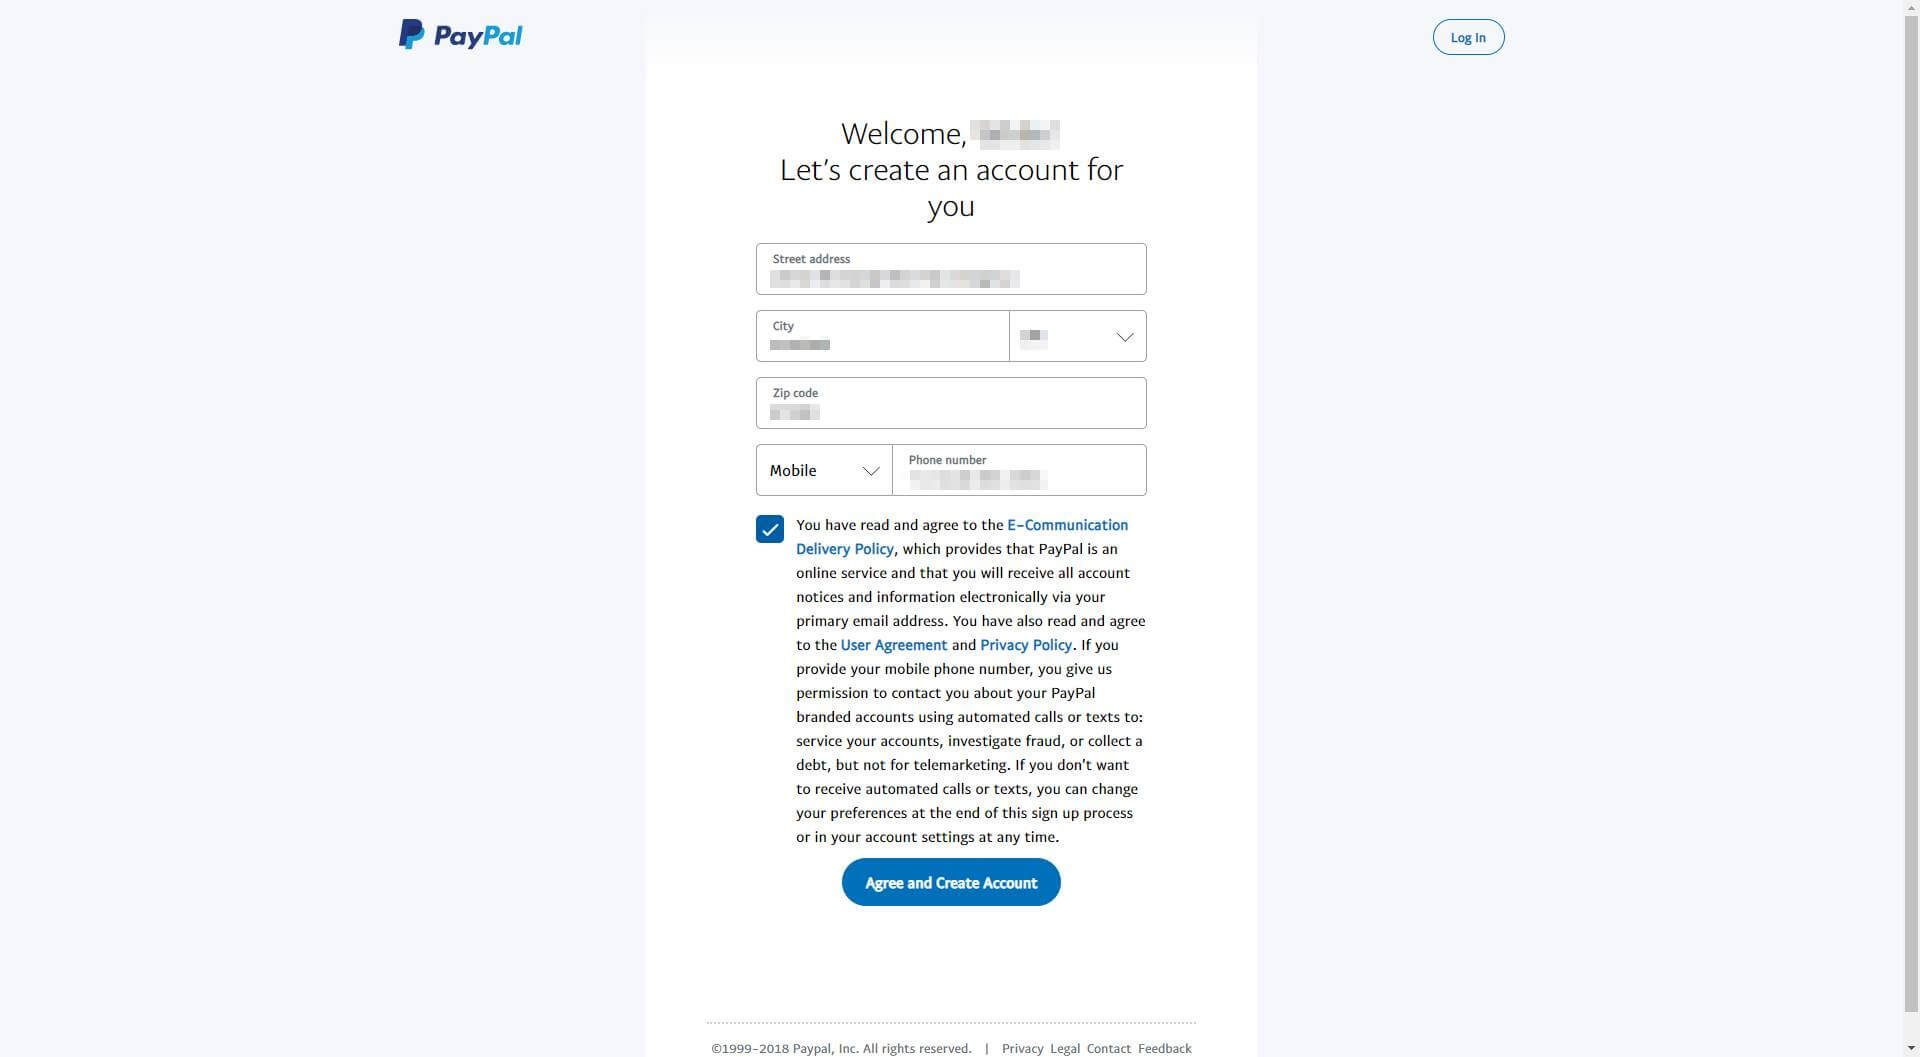 PayPal
Log In
Welcome,
Let's create an account for
you
Street address
City
Zip code
Mobile
Phone number
You have read and agree to the E-Communication
Delivery Policy, which provides that PayPal is an
online service and that you will receive all account
notices and information electronically via your
primary email address. You have also read and agree
to the User Agreement and Privacy Policy. If you
provide your mobile phone number, you give us
permission to contact you about your PayPal
branded accounts using automated calls or texts to:
service your accounts, investigate fraud, or collect a
debt, but not for telemarketing. If you don't want
to receive automated calls or texts, you can change
your preferences at the end of this sign up process
or in your account settings at any time.
Agree and Create Account
©1999-2018 Paypal, Inc. All rights reserved. | Privacy Legal Contact Feedback